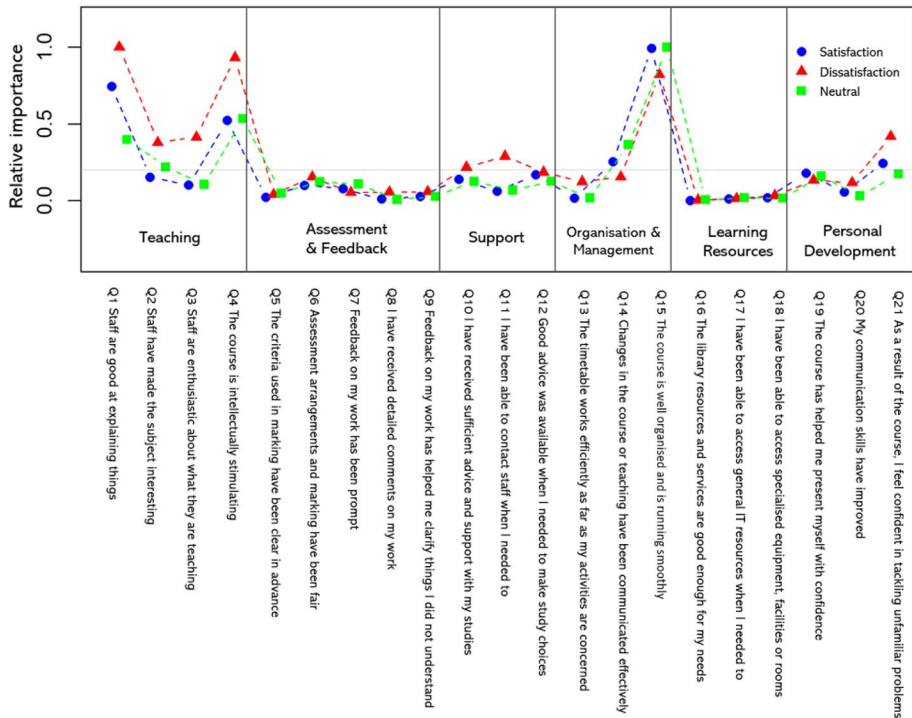 Relative importance
1.0
0.5
0.0
Satisfaction
Dissatisfaction
Neutral
Teaching
Assessment
& Feedback
Support
Organisation &
Management
Learning
Resources
Personal
Development
Q1 Staff are good at explaining things
Q2 Staff have made the subject interesting
Q3 Staff are enthusiastic about what they are teaching
Q4 The course is intellectually stimulating
Q5 The criteria used in marking have been clear in advance
Q6 Assessment arrangements and marking have been fair
Q7 Feedback on my work has been prompt
Q8 I have received detailed comments on my work
Q9 Feedback on my work has helped me clarify things I did not understand
Q10 I have received sufficient advice and support with my studies
Q11 I have been able to contact staff when I needed to
Q12 Good advice was available when I needed to make study choices
Q13 The timetable works efficiently as far as my activities are concerned
Q14 Changes in the course or teaching have been communicated effectively
Q15 The course is well organised and is running smoothly
Q16 The library resources and services are good enough for my needs
Q17 I have been able to access general IT resources when I needed to
Q18 I have been able to access specialised equipment, facilities or rooms
Q19 The course has helped me present myself with confidence
Q20 My communication skills have improved
Q21 As a result of the course, I feel confident in tackling unfamiliar problems